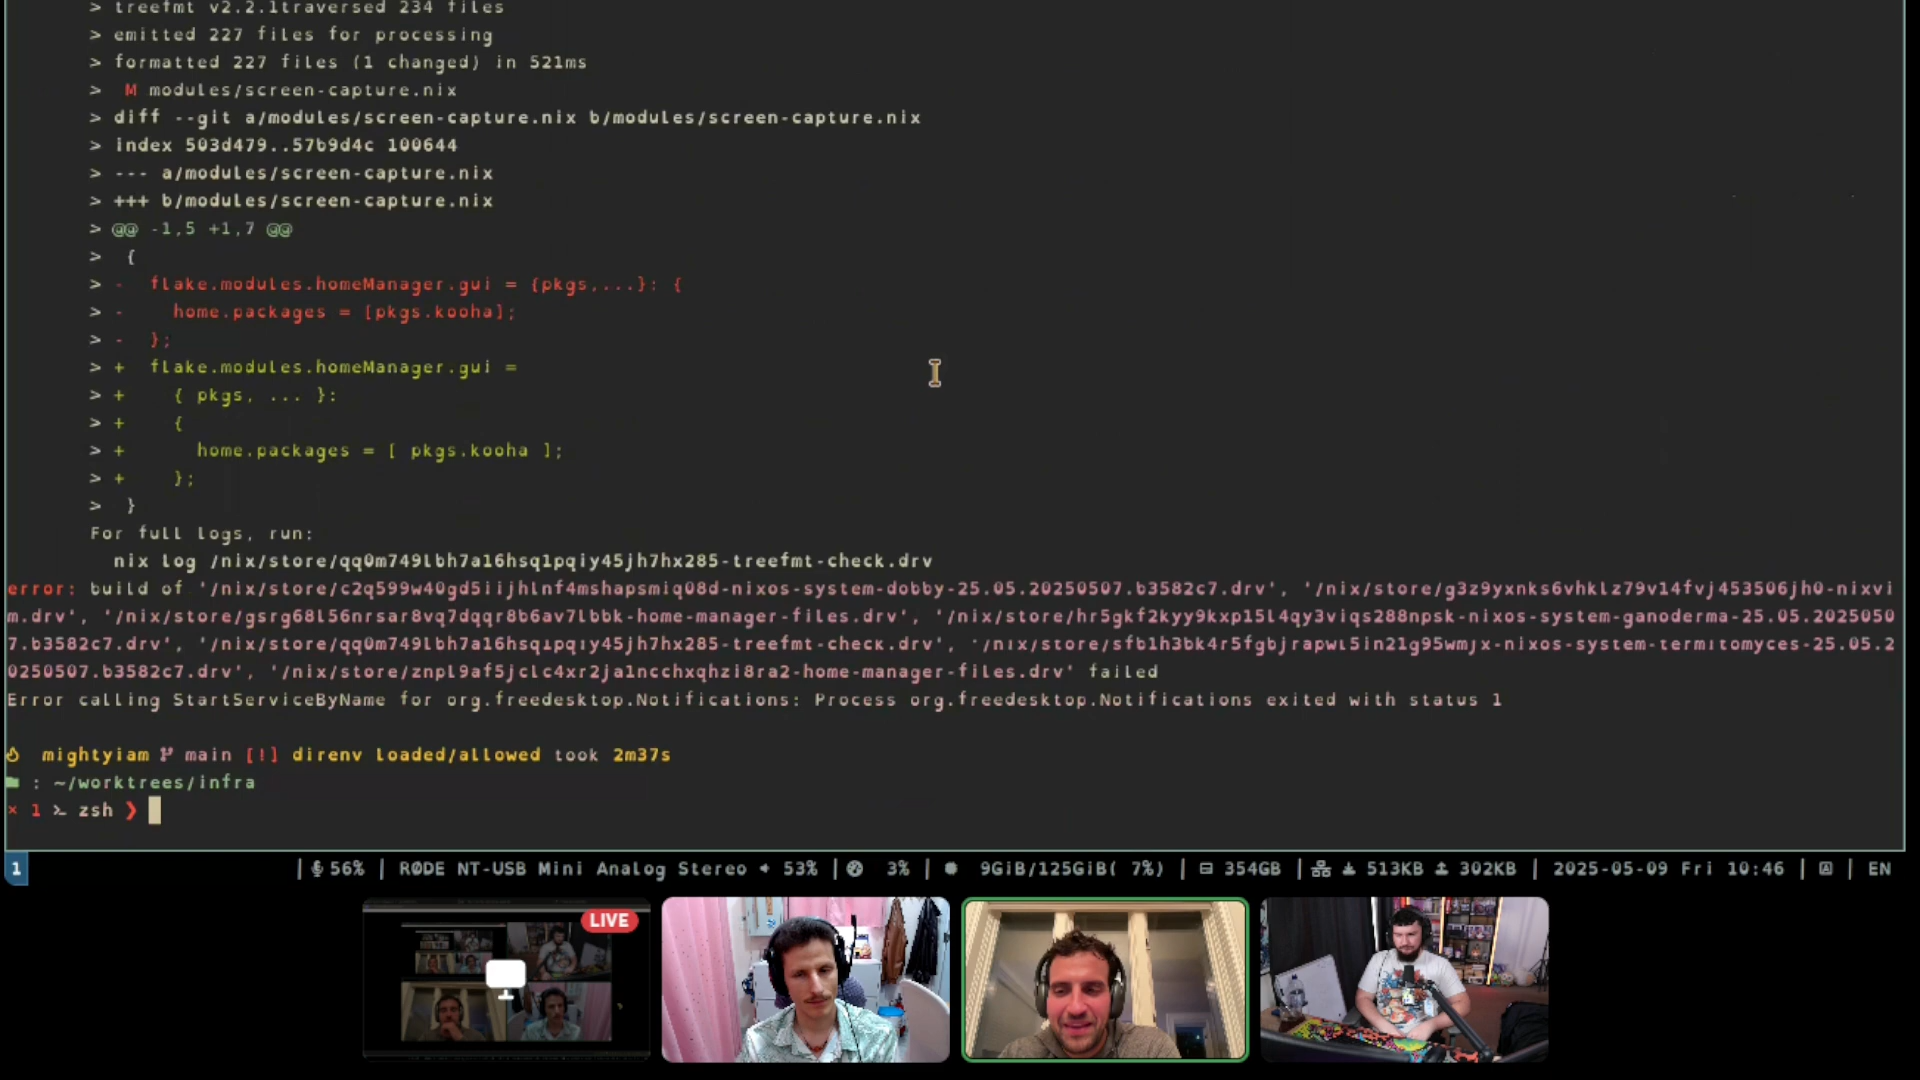 > treefmt v2.2.1traversed 234 files
> emitted 227 files for processing
> formatted 227 files (1 changed) in 521ms
>  M modules/screen-capture.nix
> diff --git a/modules/screen-capture.nix b/modules/screen-capture.nix
> index 503d479..57b9d4c 100644
> --- a/modules/screen-capture.nix
> +++ b/modules/screen-capture.nix
> @@ -1,5 +1,7 @@
>  {
> -  flake.modules.homeManager.gui = {pkgs,...}: {
> -    home.packages = [pkgs.kooha];
> -  };
> +  flake.modules.homeManager.gui =
> +    { pkgs, ... }:
> +    {
> +      home.packages = [ pkgs.kooha ];
> +    };
>  }
For full logs, run:
nix log /nix/store/qq0m749lbh7a16hsq1pqiy45jh7hx285-treefmt-check.drv
error: build of '/nix/store/c2q599w40gd5iijhlnf4mshapsmiq08d-nixos-system-dobby-25.05.20250507.b3582c7.drv', '/nix/store/g3z9yxnks6vhklz79v14fvj453506jh0-nixvi
m.drv', '/nix/store/gsrg68l56nrsar8vq7dqqr8b6av7lbbk-home-manager-files.drv', '/nix/store/hr5gkf2kyy9kxp15l4qy3viqs288npsk-nixos-system-ganoderma-25.05.2025050
7.b3582c7.drv', '/nix/store/qq0m749lbh7a16hsq1pqiy45jh7hx285-treefmt-check.drv', '/nix/store/sfb1h3bk4r5fgbjrapwl5in21g95wmjx-nixos-system-termitomyces-25.05.2
0250507.b3582c7.drv', '/nix/store/znpl9af5jclc4xr2ja1ncchxqhzi8ra2-home-manager-files.drv' failed
Error calling StartServiceByName for org.freedesktop.Notifications: Process org.freedesktop.Notifications exited with status 1
mightyiam main [!] direnv loaded/allowed took 2m37s
: ~/worktrees/infra
× 1 >_ zsh ❯
1 | 56% | RØDE NT-USB Mini Analog Stereo 53% | 3% | 9GiB/125GiB( 7%) | 354GB | 513KB 302KB | 2025-05-09 Fri 10:46 | A | EN
LIVE